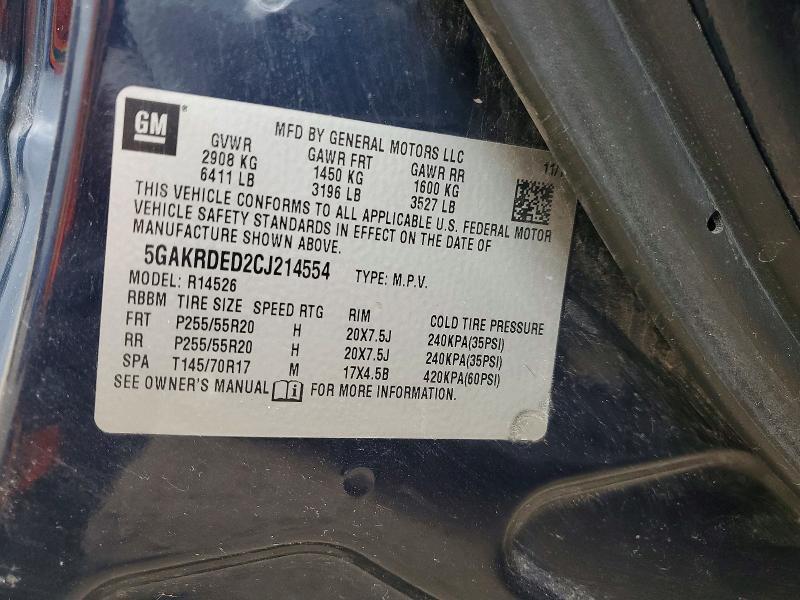 GM®
MFD BY GENERAL MOTORS LLC
11/
GVWR GAWR FRT GAWR RR
2908 KG 1450 KG 1600 KG
6411 LB 3196 LB 3527 LB
THIS VEHICLE CONFORMS TO ALL APPLICABLE U.S. FEDERAL MOTOR
VEHICLE SAFETY STANDARDS IN EFFECT ON THE DATE OF
MANUFACTURE SHOWN ABOVE.
5GAKRDED2CJ214554 TYPE: M.P.V.
MODEL: R14526
RBBM TIRE SIZE SPEED RTG RIM COLD TIRE PRESSURE
FRT P255/55R20 H 20X7.5J 240KPA(35PSI)
RR P255/55R20 H 20X7.5J 240KPA(35PSI)
SPA T145/70R17 M 17X4.5B 420KPA(60PSI)
SEE OWNER'S MANUAL i FOR MORE INFORMATION.